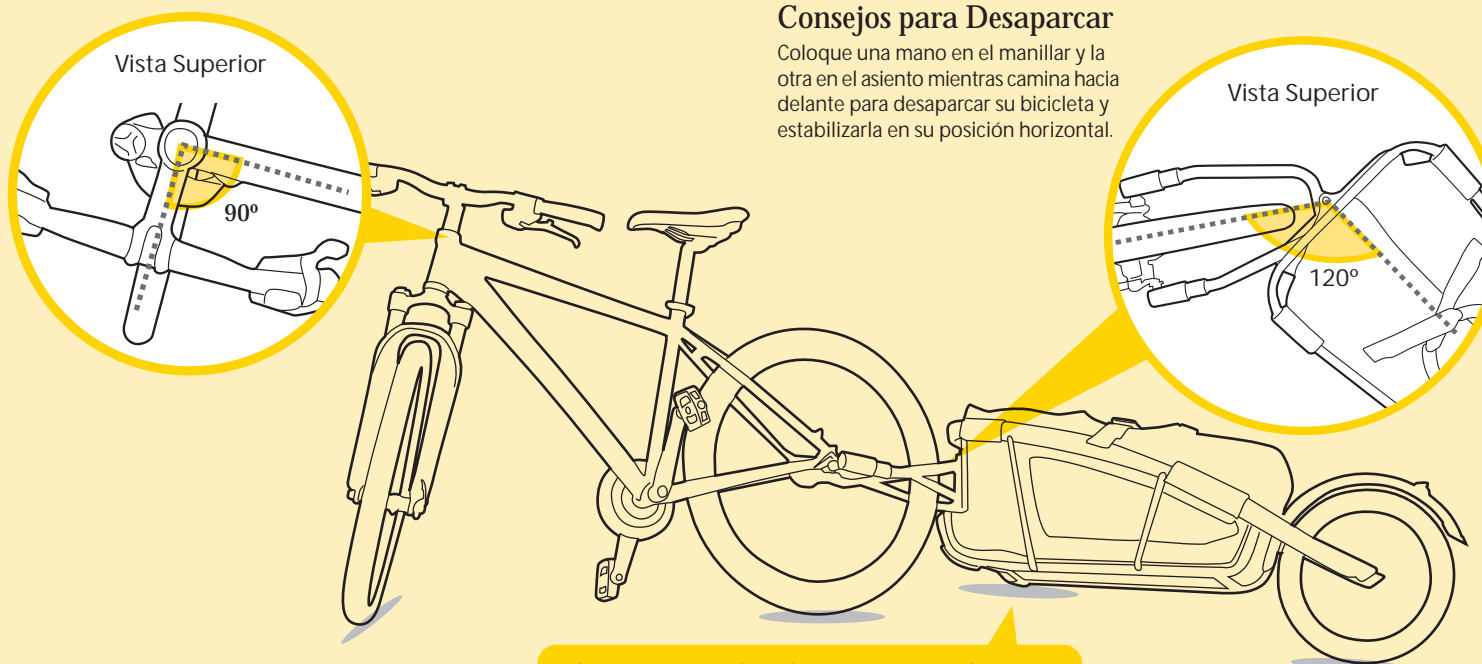 Consejos para Desaparcar
Coloque una mano en el manillar y la
otra en el asiento mientras camina hacia
delante para desaparcar su bicicleta y
estabilizarla en su posición horizontal.
Vista Superior
90º
Vista Superior
120º